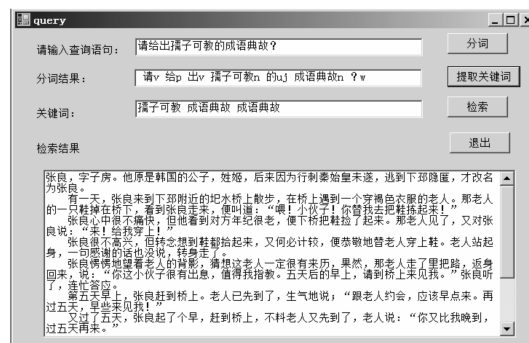 query
请输入查询语句： 请给出孺子可教的成语典故？ 分词
分词结果： 请v 给p 出v 孺子可教n 的uj 成语典故n ？w 提取关键词
关键词： 孺子可教 成语典故 成语典故 检索
检索结果 退出
张良，字子房。他原是韩国的公子，姓姬，后来因为行刺秦始皇未遂，逃到下邳隐匿，才改名
为张良。
有一天，张良来到下邳附近的圯水桥上散步，在桥上遇到一个穿褐色衣服的老人。那老人
的一只鞋掉在桥下，看到张良走来，便叫道：“喂！小伙子！你替我去把鞋拣起来！”
张良心中很不痛快，但他看到对方年纪很老，便下桥把鞋捡了起来。那老人见了，又对张
良说：“来！给我穿上！”
张良很不高兴，但转念想到鞋都拾起来，又何必计较，便恭敬地替老人穿上鞋。老人站起
身，一句感谢的话也没说，转身走了。
张良愣愣地望着老人的背影，猜想这老人一定很有来历，果然，那老人走了里把路，返身
回来，说：“你这小伙子很有出息，值得我指教。五天后的早上，请到桥上来见我。”张良听
了，连忙答应。
第五天早上，张良赶到桥上。老人已先到了，生气地说：“跟老人约会，应该早点来。再
过五天，早些来见我！”
又过了五天，张良起了个早，赶到桥上，不料老人又先到了，老人说：“你又比我晚到，
过五天再来。”